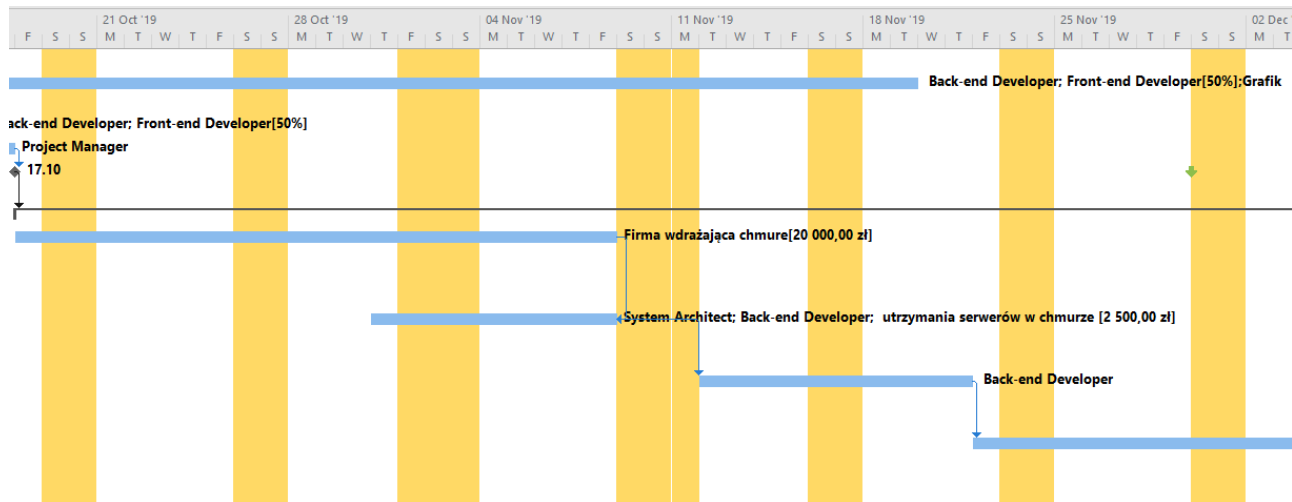 21 Oct '19 28 Oct '19 04 Nov '19 11 Nov '19 18 Nov '19 25 Nov '19 02 Dec '
F S S M T W T F S S M T W T F S S M T W T F S S M T W T F S S M T W T F S S M T W T F S S M T
Back-end Developer; Front-end Developer[50%];Grafik
ack-end Developer; Front-end Developer[50%]
Project Manager
17.10
Firma wdrażająca chmure[20 000,00 zł]
System Architect; Back-end Developer; utrzymania serwerów w chmurze [2 500,00 zł]
Back-end Developer